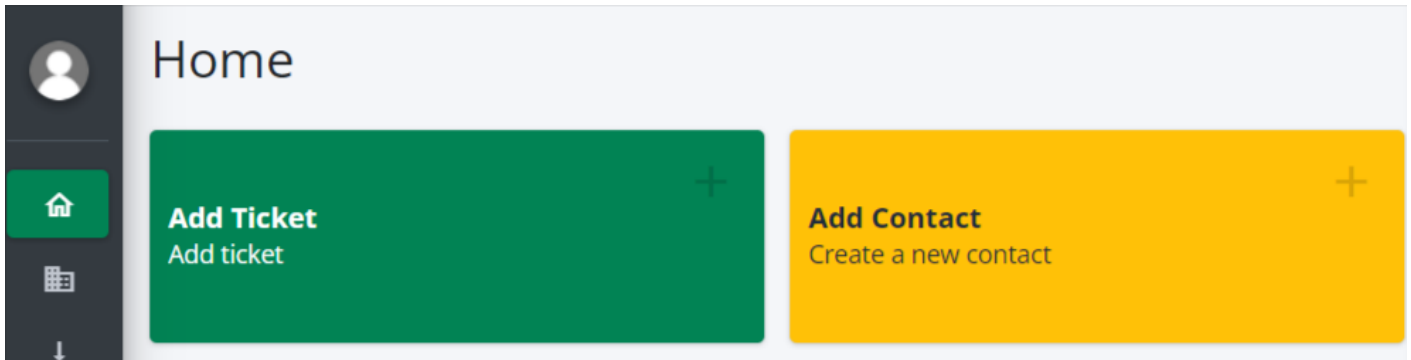 Home
Add Ticket
Add ticket
Add Contact
Create a new contact